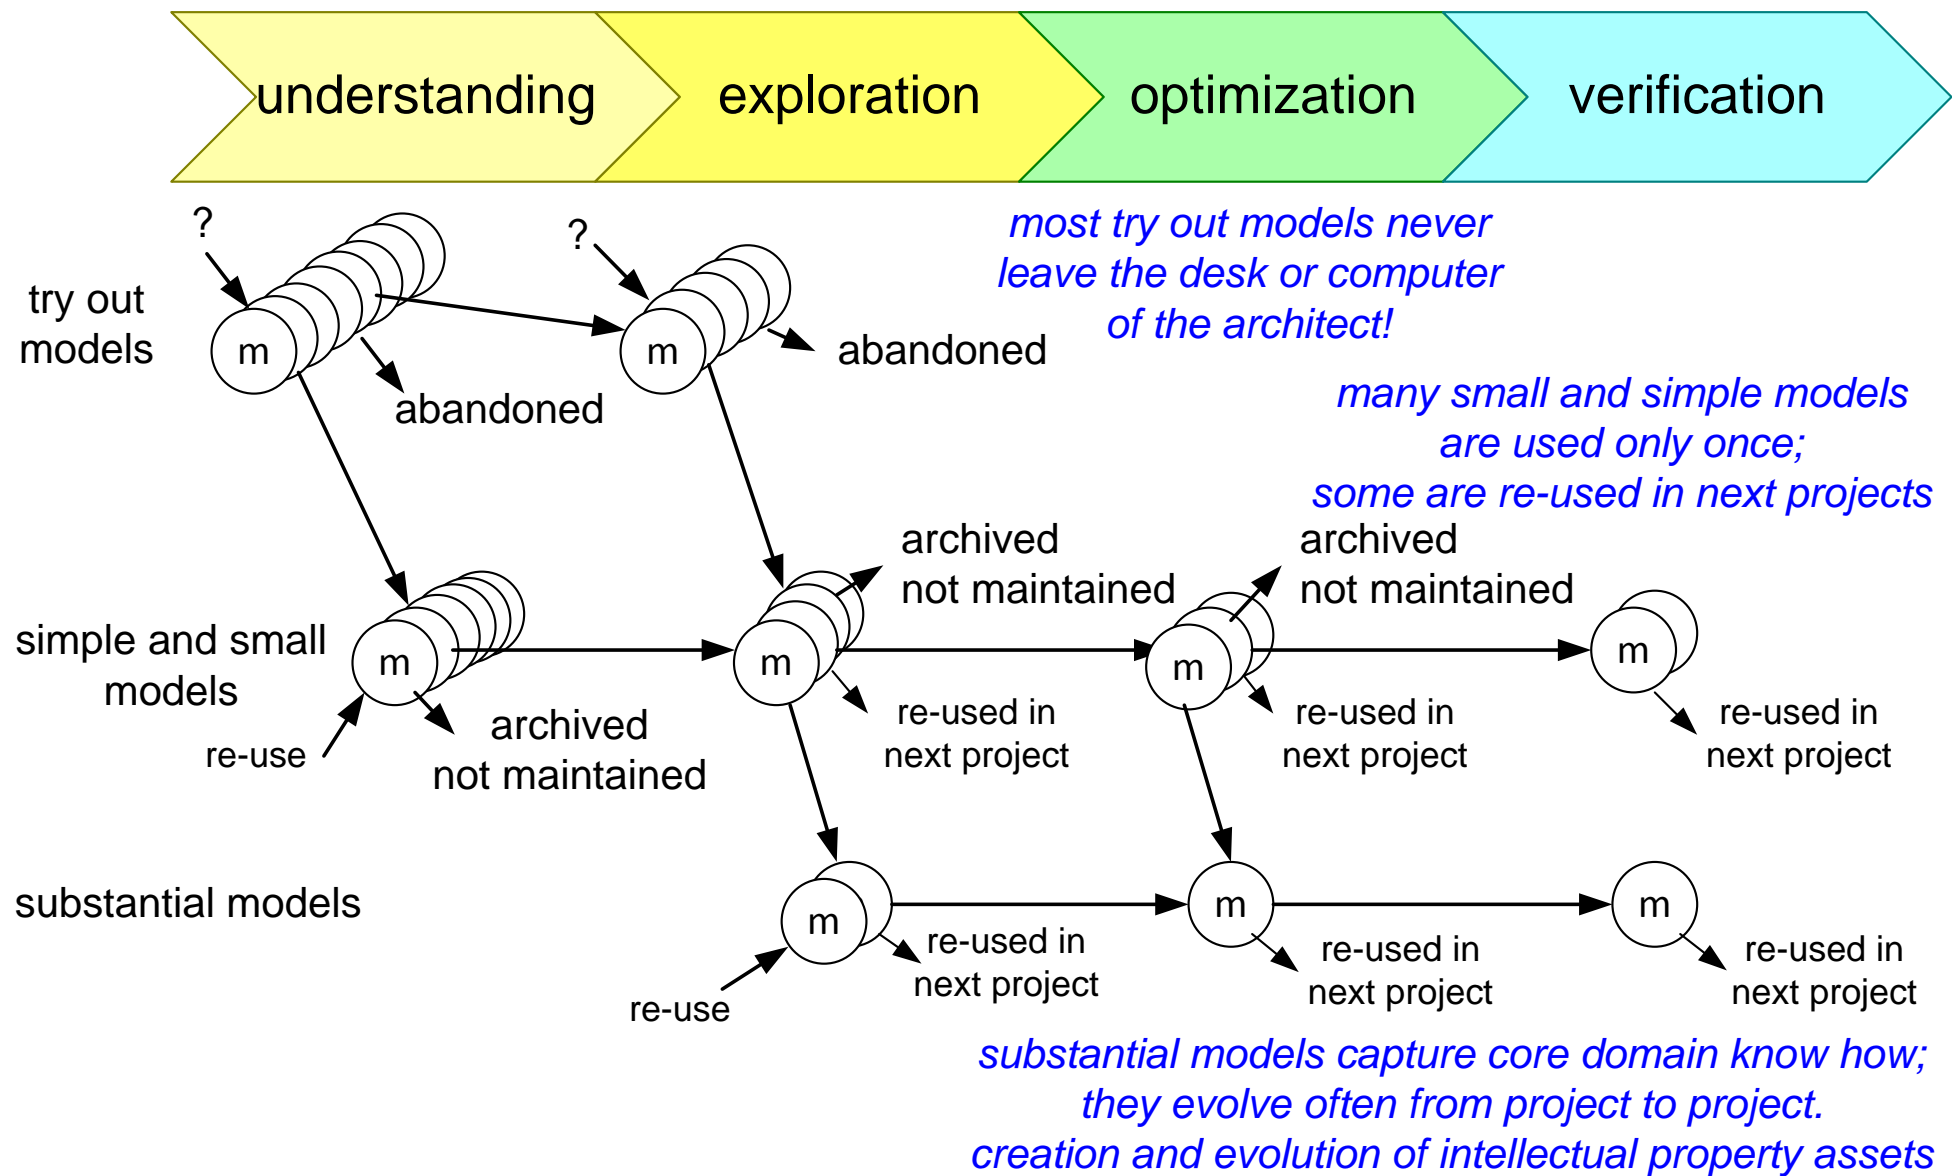 understanding
exploration
optimization
verification
?
?
try out
models
m
m
abandoned
abandoned
most try out models never
leave the desk or computer
of the architect!
many small and simple models
are used only once;
some are re-used in next projects
archived
not maintained
archived
not maintained
simple and small
models
m
m
m
m
re-use
archived
not maintained
re-used in
next project
re-used in
next project
re-used in
next project
substantial models
m
m
m
re-use
re-used in
next project
re-used in
next project
re-used in
next project
substantial models capture core domain know how;
they evolve often from project to project.
creation and evolution of intellectual property assets